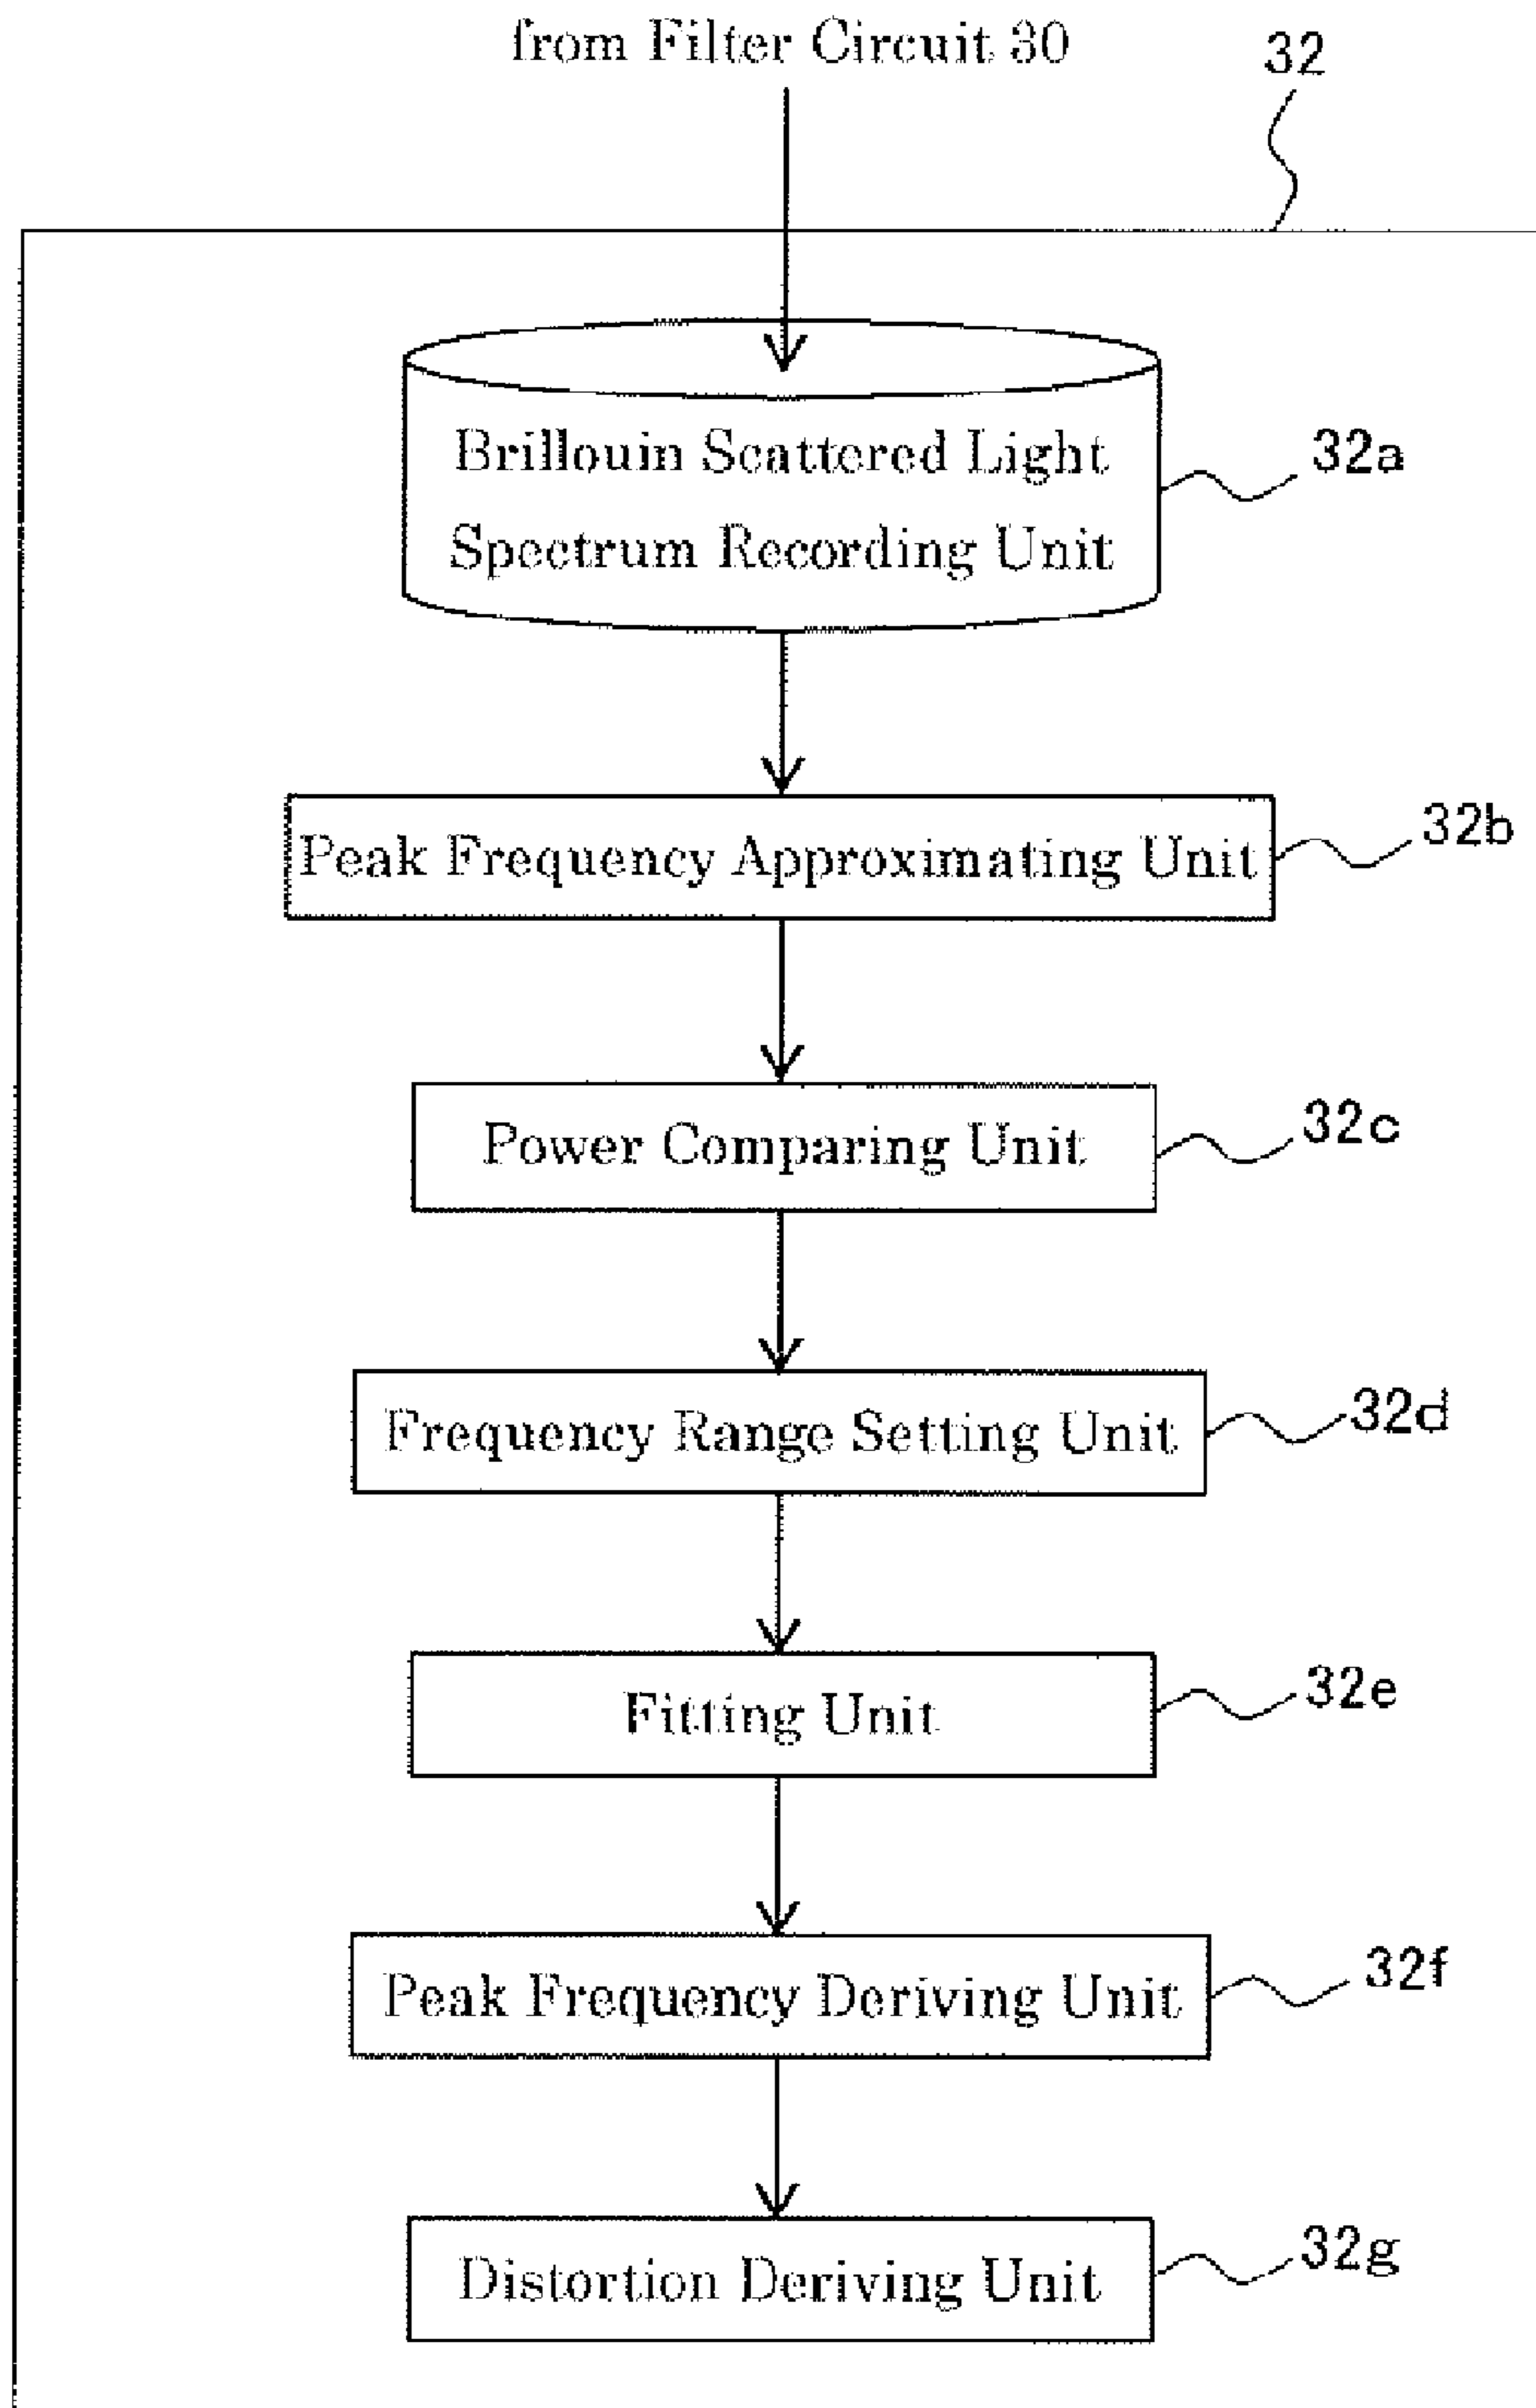 from Filter Circuit 30
32
Brillouin Scattered Light
Spectrum Recording Unit
32a
Peak Frequency Approximating Unit
32b
Power Comparing Unit
32c
Frequency Range Setting Unit
32d
Fitting Unit
32e
Peak Frequency Deriving Unit
32f
Distortion Deriving Unit
32g